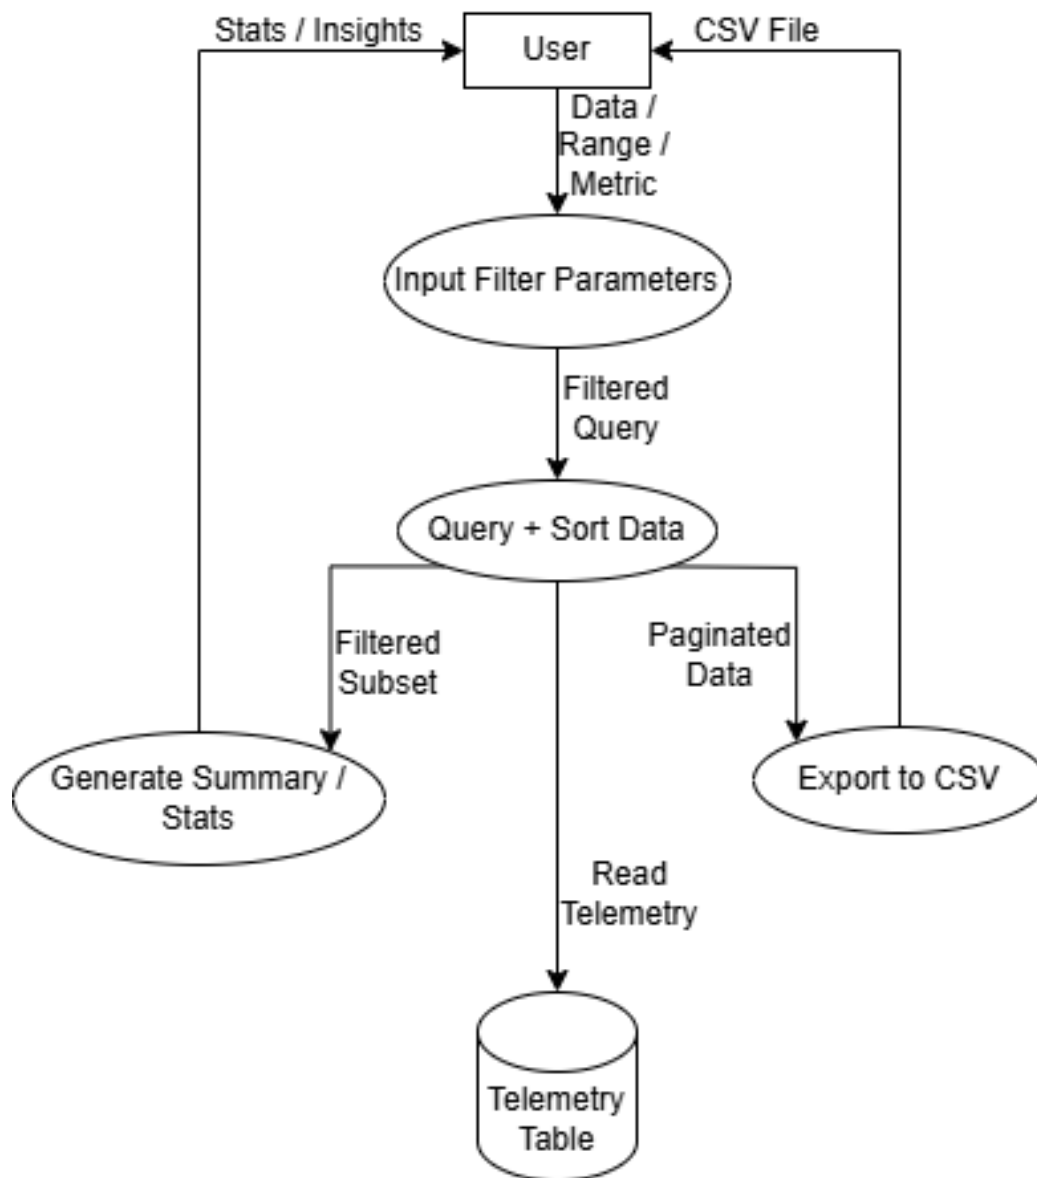 Stats / Insights
User
CSV File
Data /
Range /
Metric
Input Filter Parameters
Filtered
Query
Query + Sort Data
Filtered
Subset
Paginated
Data
Generate Summary /
Stats
Export to CSV
Read
Telemetry
Telemetry
Table